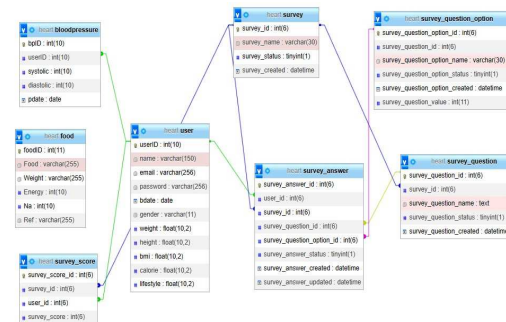 heart bloodpressure
bpID : int(10)
userID : int(10)
systolic : int(10)
diastolic : int(10)
pdate : date
heart food
foodID : int(11)
Food : varchar(255)
Weight : varchar(255)
Energy : int(10)
Na : int(10)
Ref : varchar(255)
heart survey_score
survey_score_id : int(6)
survey_id : int(6)
user_id : int(6)
survey_score : int(6)
heart user
userID : int(10)
name : varchar(150)
email : varchar(256)
password : varchar(256)
bdate : date
gender : varchar(11)
weight : float(10,2)
height : float(10,2)
bmi : float(10,2)
calorie : float(10,2)
lifestyle : float(10,2)
heart survey
survey_id : int(6)
survey_name : varchar(30)
survey_status : tinyint(1)
survey_created : datetime
heart survey_answer
survey_answer_id : int(6)
user_id : int(6)
survey_id : int(6)
survey_question_id : int(6)
survey_question_option_id : int(6)
survey_answer_status : tinyint(1)
survey_answer_created : datetime
survey_answer_updated : datetime
heart survey_question_option
survey_question_option_id : int(6)
survey_question_id : int(6)
survey_question_option_name : varchar(30)
survey_question_option_status : tinyint(1)
survey_question_option_created : datetime
survey_question_value : int(11)
heart survey_question
survey_question_id : int(6)
survey_id : int(6)
survey_question_name : text
survey_question_status : tinyint(1)
survey_question_created : datetime